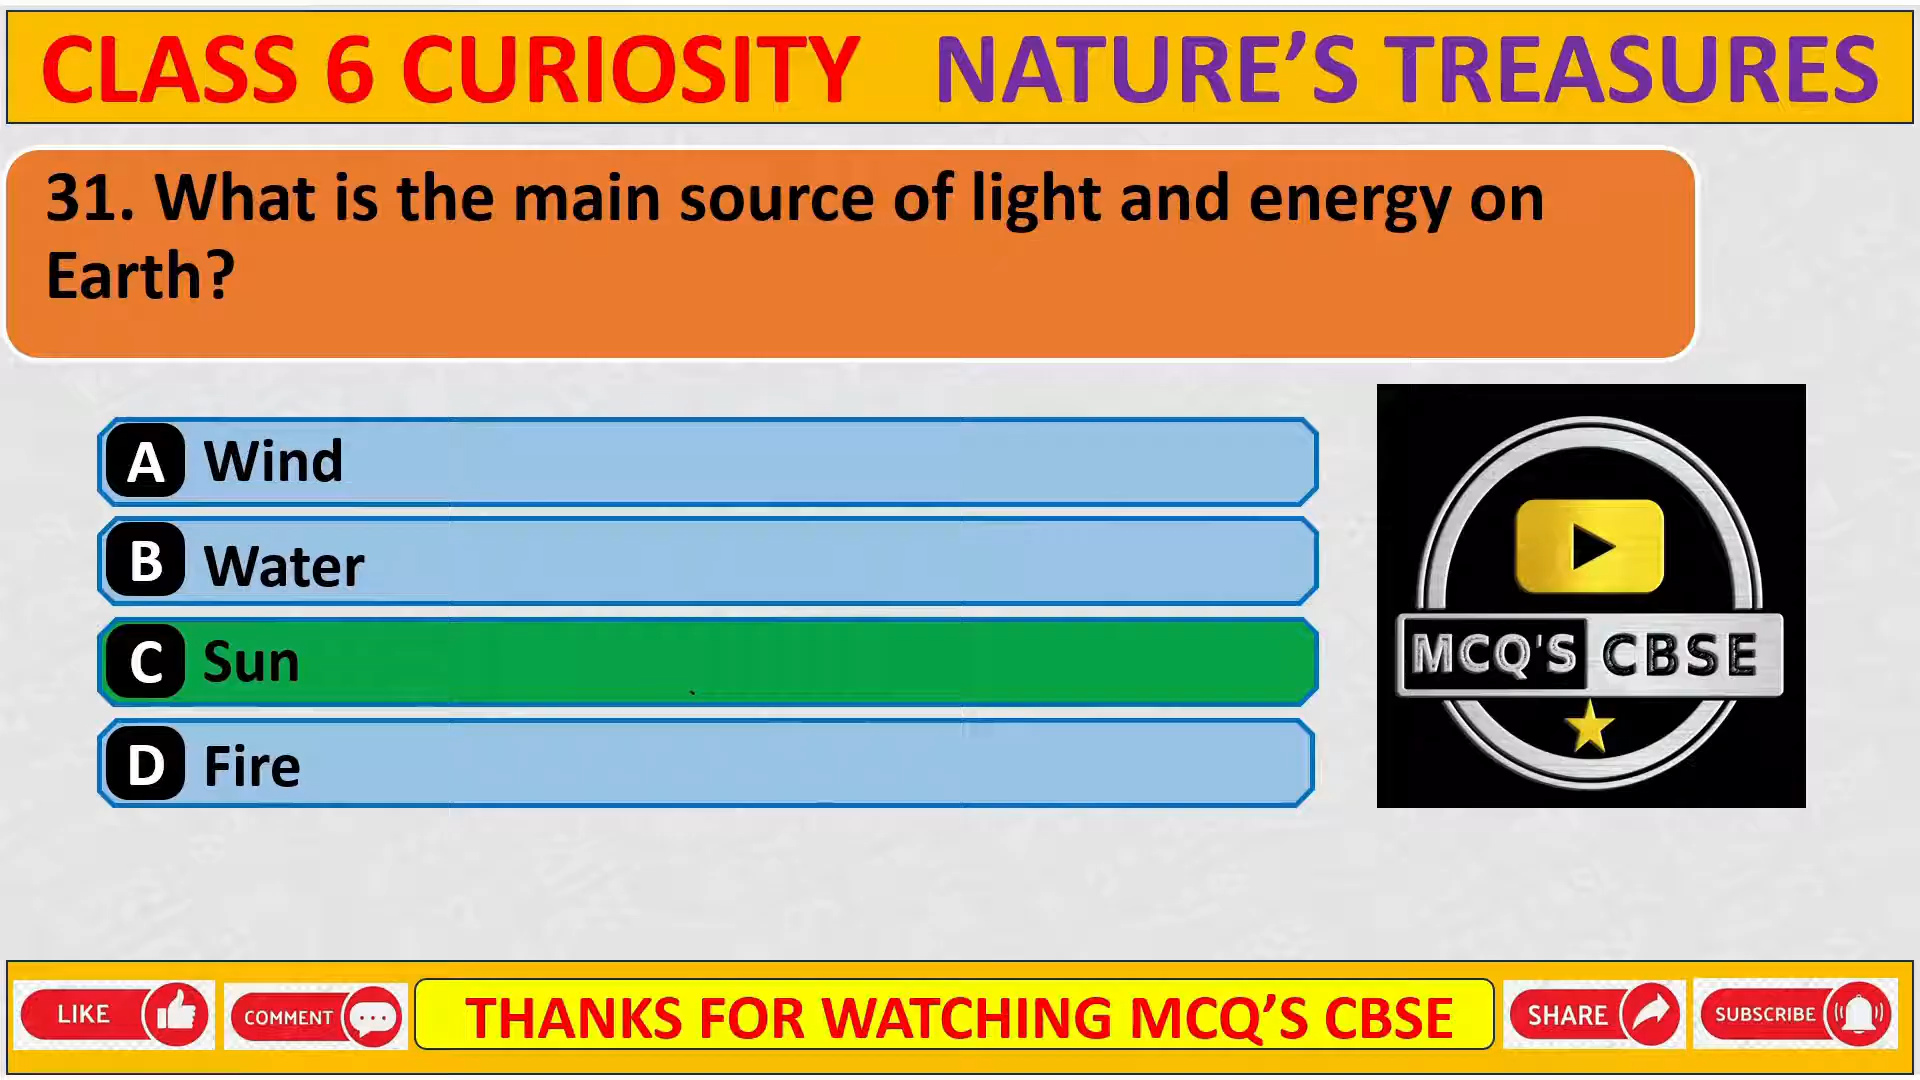 CLASS 6 CURIOSITY NATURE’S TREASURES
31. What is the main source of light and energy on
Earth?
A Wind
B Water
C Sun
D Fire
MCQ'S CBSE
LIKE
COMMENT
THANKS FOR WATCHING MCQ’S CBSE
SHARE
SUBSCRIBE